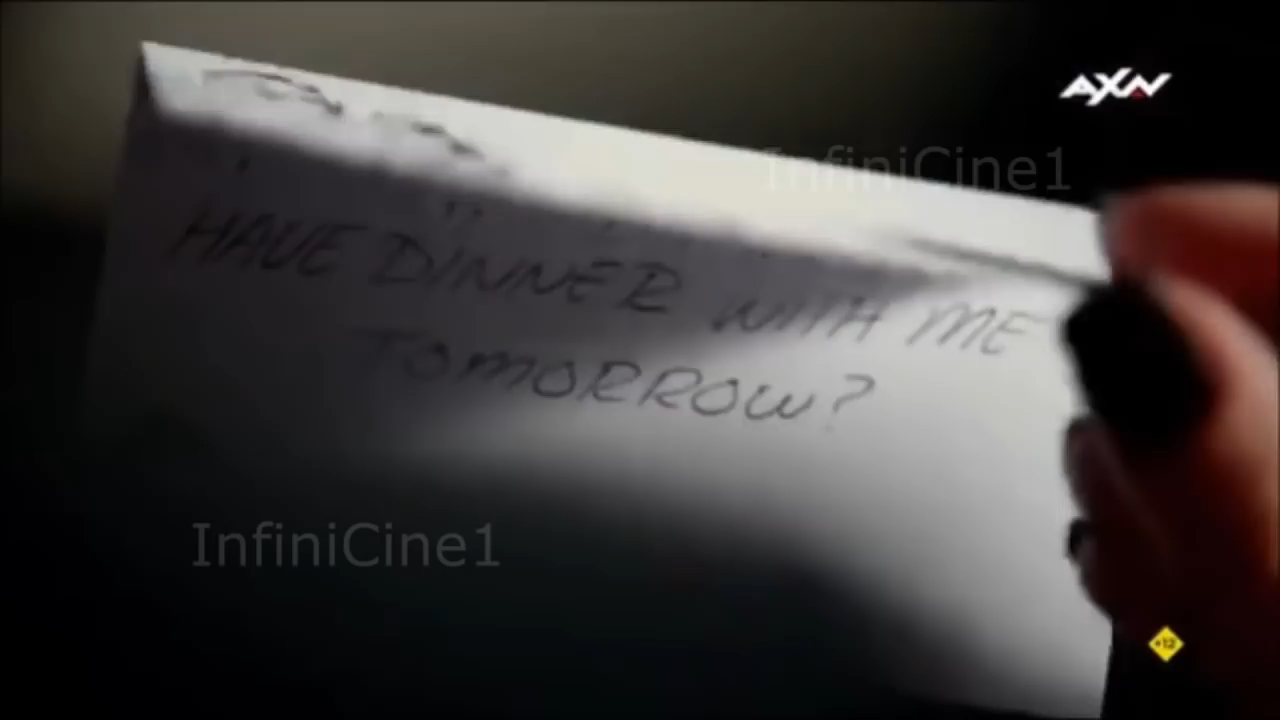 AXN
InfiniCine1
HAVE DINNER WITH ME
TOMORROW?
InfiniCine1
+12